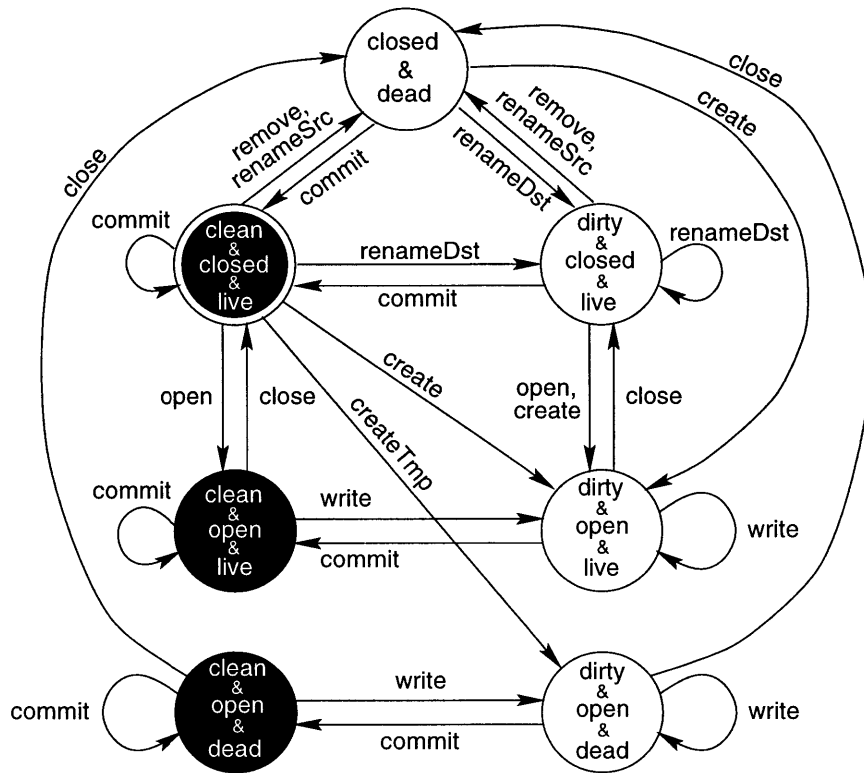 closed
&
dead
close
create
remove,
renameSrc
commit
remove,
renameSrc
renameDst
close
commit
clean
&
closed
&
live
renameDst
commit
dirty
&
closed
&
live
renameDst
open
close
create
createTmp
open,
create
close
commit
clean
&
open
&
live
write
commit
dirty
&
open
&
live
write
commit
clean
&
open
&
dead
write
commit
dirty
&
open
&
dead
write